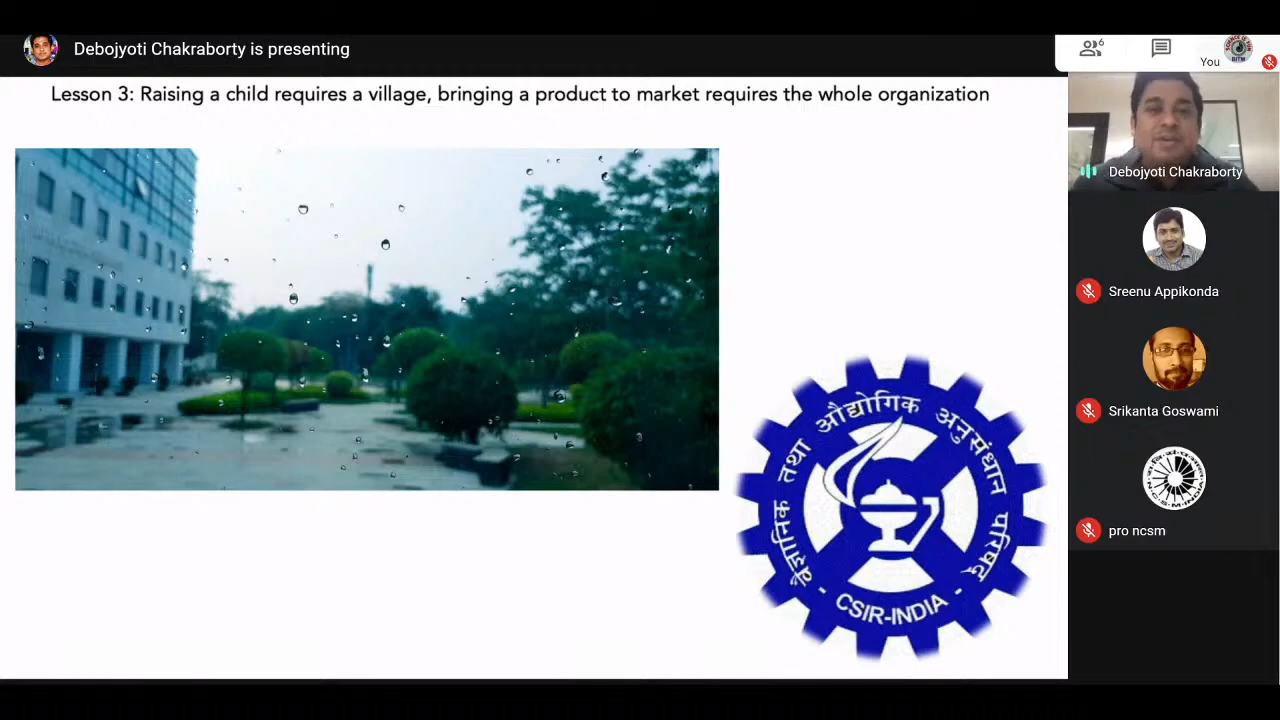 Debojyoti Chakraborty is presenting
6
You
Lesson 3: Raising a child requires a village, bringing a product to market requires the whole organization
वैज्ञानिक तथा औद्योगिक अनुसंधान परिषद्
- CSIR-INDIA -
Debojyoti Chakraborty
Sreenu Appikonda
Srikanta Goswami
pro ncsm